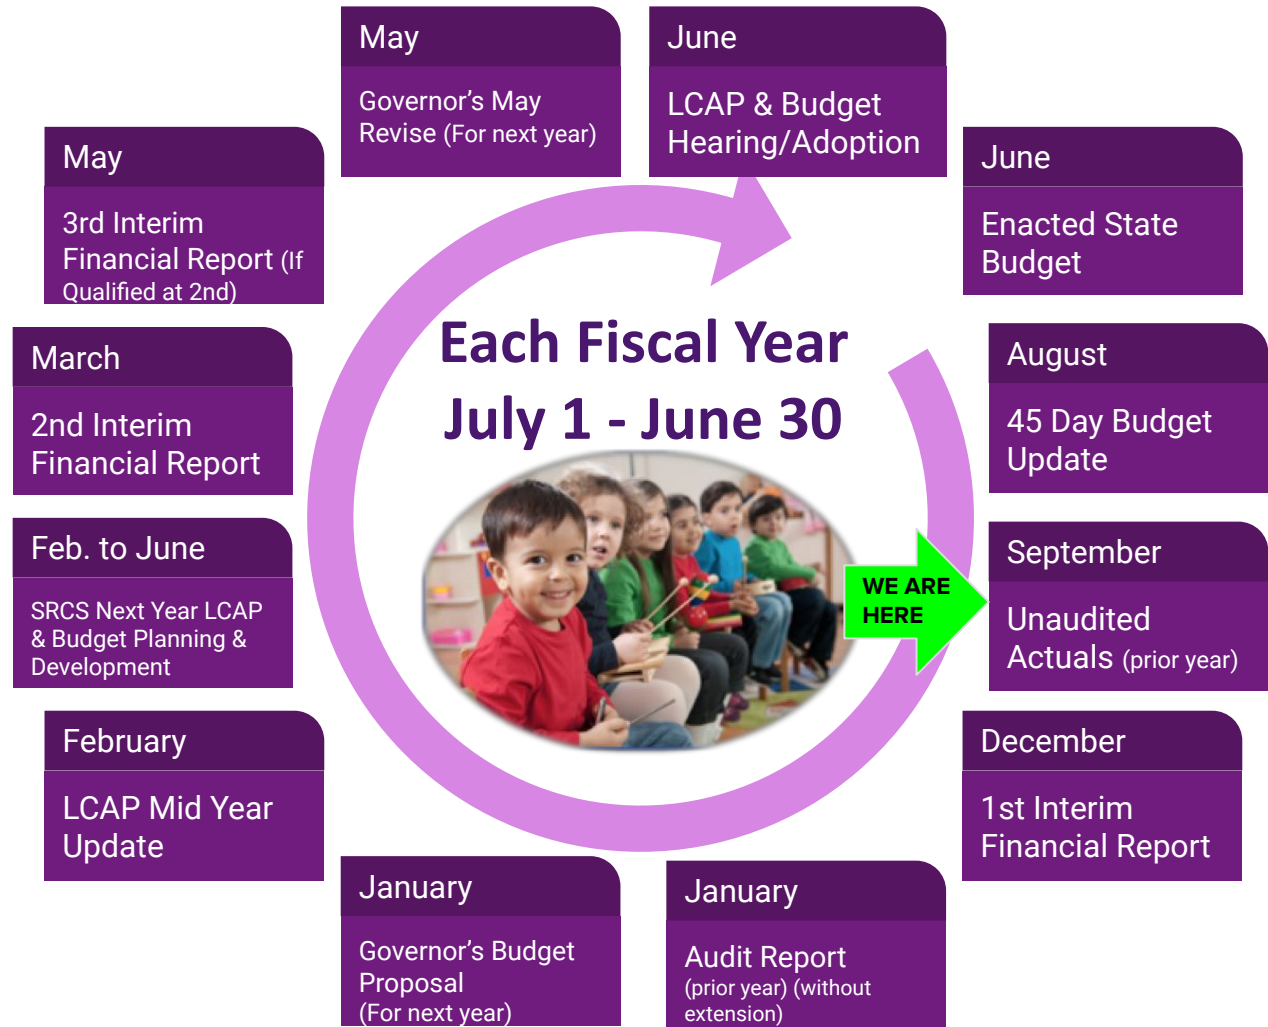 May
Governor’s May
Revise (For next year)
June
LCAP & Budget
Hearing/Adoption
June
Enacted State
Budget
August
45 Day Budget
Update
September
Unaudited
Actuals (prior year)
December
1st Interim
Financial Report
January
Audit Report
(prior year) (without
extension)
January
Governor’s Budget
Proposal
(For next year)
February
LCAP Mid Year
Update
Feb. to June
SRCS Next Year LCAP
& Budget Planning &
Development
March
2nd Interim
Financial Report
May
3rd Interim
Financial Report (If
Qualified at 2nd)
Each Fiscal Year
July 1 - June 30
WE ARE
HERE